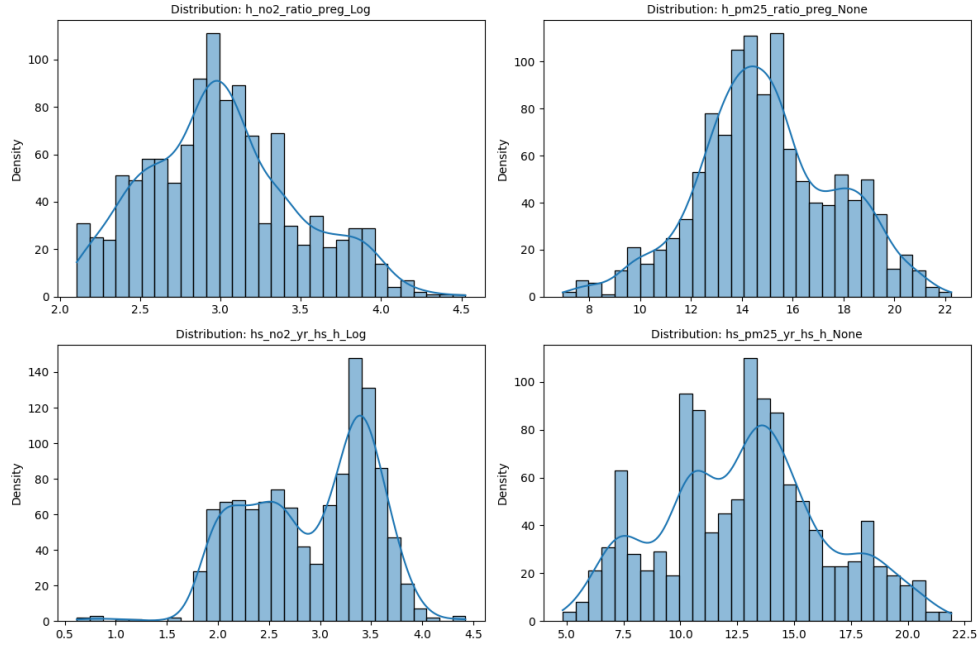 Distribution: h_no2_ratio_preg_Log
Density
100
80
60
40
20
0
2.0 2.5 3.0 3.5 4.0 4.5
Distribution: h_pm25_ratio_preg_None
Density
100
80
60
40
20
0
8 10 12 14 16 18 20 22
Distribution: hs_no2_yr_hs_h_Log
Density
140
120
100
80
60
40
20
0
0.5 1.0 1.5 2.0 2.5 3.0 3.5 4.0 4.5
Distribution: hs_pm25_yr_hs_h_None
Density
100
80
60
40
20
0
5.0 7.5 10.0 12.5 15.0 17.5 20.0 22.5